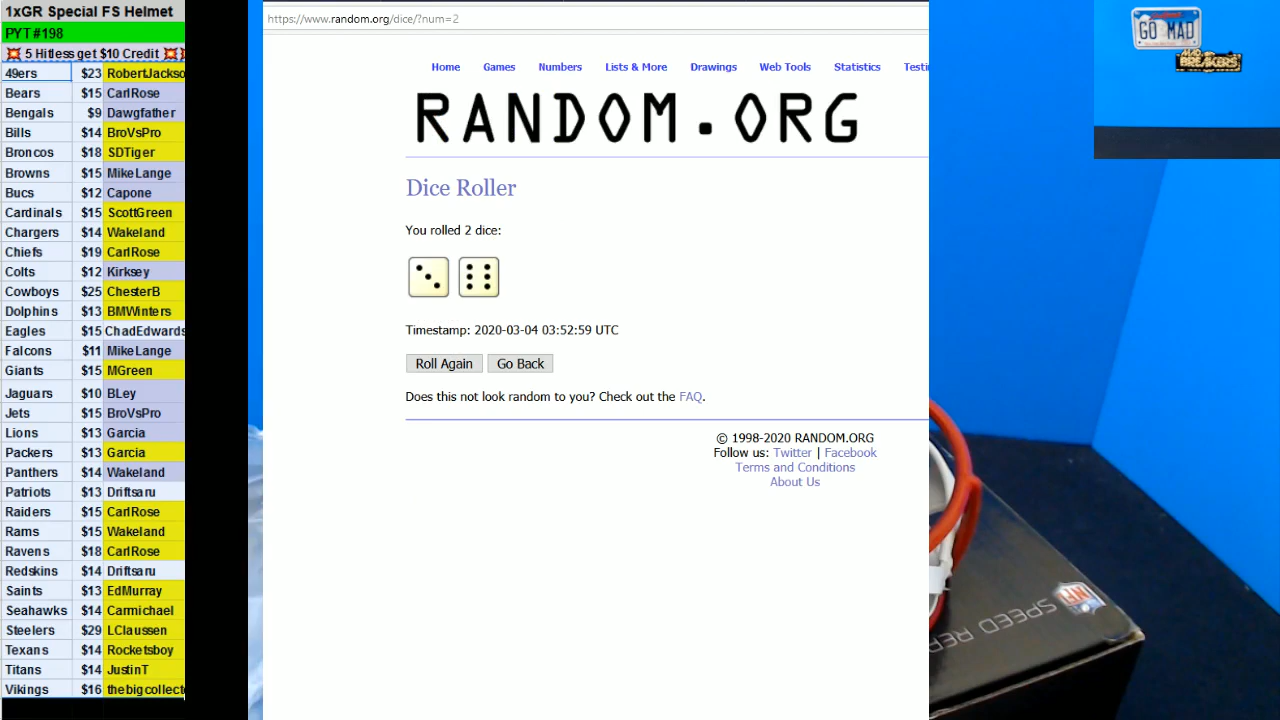 1xGR Special FS Helmet
PYT #198
💥 5 Hitless get $10 Credit 💥
49ers $23 RobertJackso
Bears $15 CarlRose
Bengals $9 Dawgfather
Bills $14 BroVsPro
Broncos $18 SDTiger
Browns $15 MikeLange
Bucs $12 Capone
Cardinals $15 ScottGreen
Chargers $14 Wakeland
Chiefs $19 CarlRose
Colts $12 Kirksey
Cowboys $25 ChesterB
Dolphins $13 BMWinters
Eagles $15 ChadEdwards
Falcons $11 MikeLange
Giants $15 MGreen
Jaguars $10 BLey
Jets $15 BroVsPro
Lions $13 Garcia
Packers $13 Garcia
Panthers $14 Wakeland
Patriots $13 Driftsaru
Raiders $15 CarlRose
Rams $15 Wakeland
Ravens $18 CarlRose
Redskins $14 Driftsaru
Saints $13 EdMurray
Seahawks $14 Carmichael
Steelers $29 LClaussen
Texans $14 Rocketsboy
Titans $14 JustinT
Vikings $16 thebigcollect
https://www.random.org/dice/?num=2
Home Games Numbers Lists & More Drawings Web Tools Statistics Testi
RANDOM.ORG
Dice Roller
You rolled 2 dice:
Timestamp: 2020-03-04 03:52:59 UTC
Roll Again Go Back
Does this not look random to you? Check out the FAQ.
© 1998-2020 RANDOM.ORG
Follow us: Twitter | Facebook
Terms and Conditions
About Us
GO MAD
MAD
BREAKERS
NFL
SPEED REP